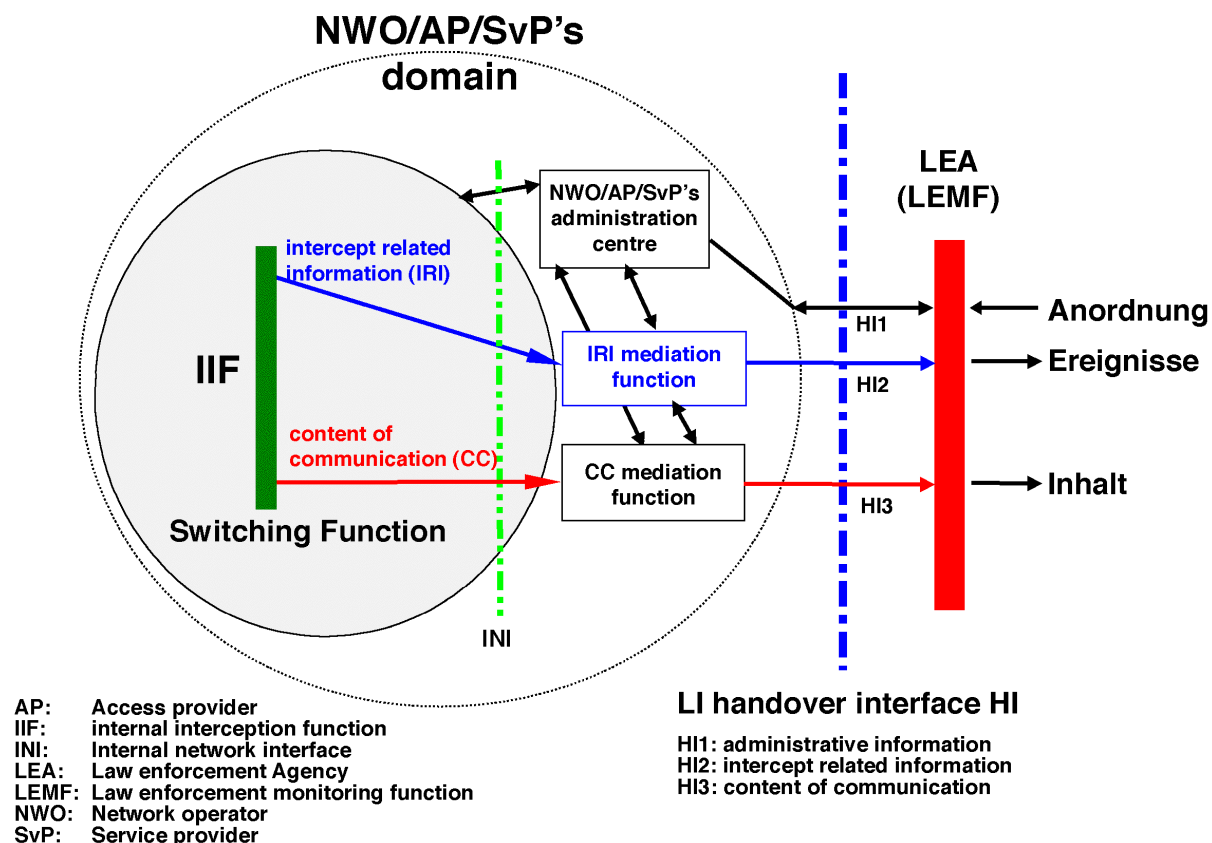 NWO/AP/SvP's
domain
LEA
(LEMF)
NWO/AP/SvP's
administration
centre
intercept related
information (IRI)
HI1
Anordnung
IIF
IRI mediation
function
HI2
Ereignisse
content of
communication (CC)
CC mediation
function
HI3
Inhalt
Switching Function
INI
LI handover interface HI
HI1: administrative information
HI2: intercept related information
HI3: content of communication
AP: Access provider
IIF: internal interception function
INI: Internal network interface
LEA: Law enforcement Agency
LEMF: Law enforcement monitoring function
NWO: Network operator
SvP: Service provider